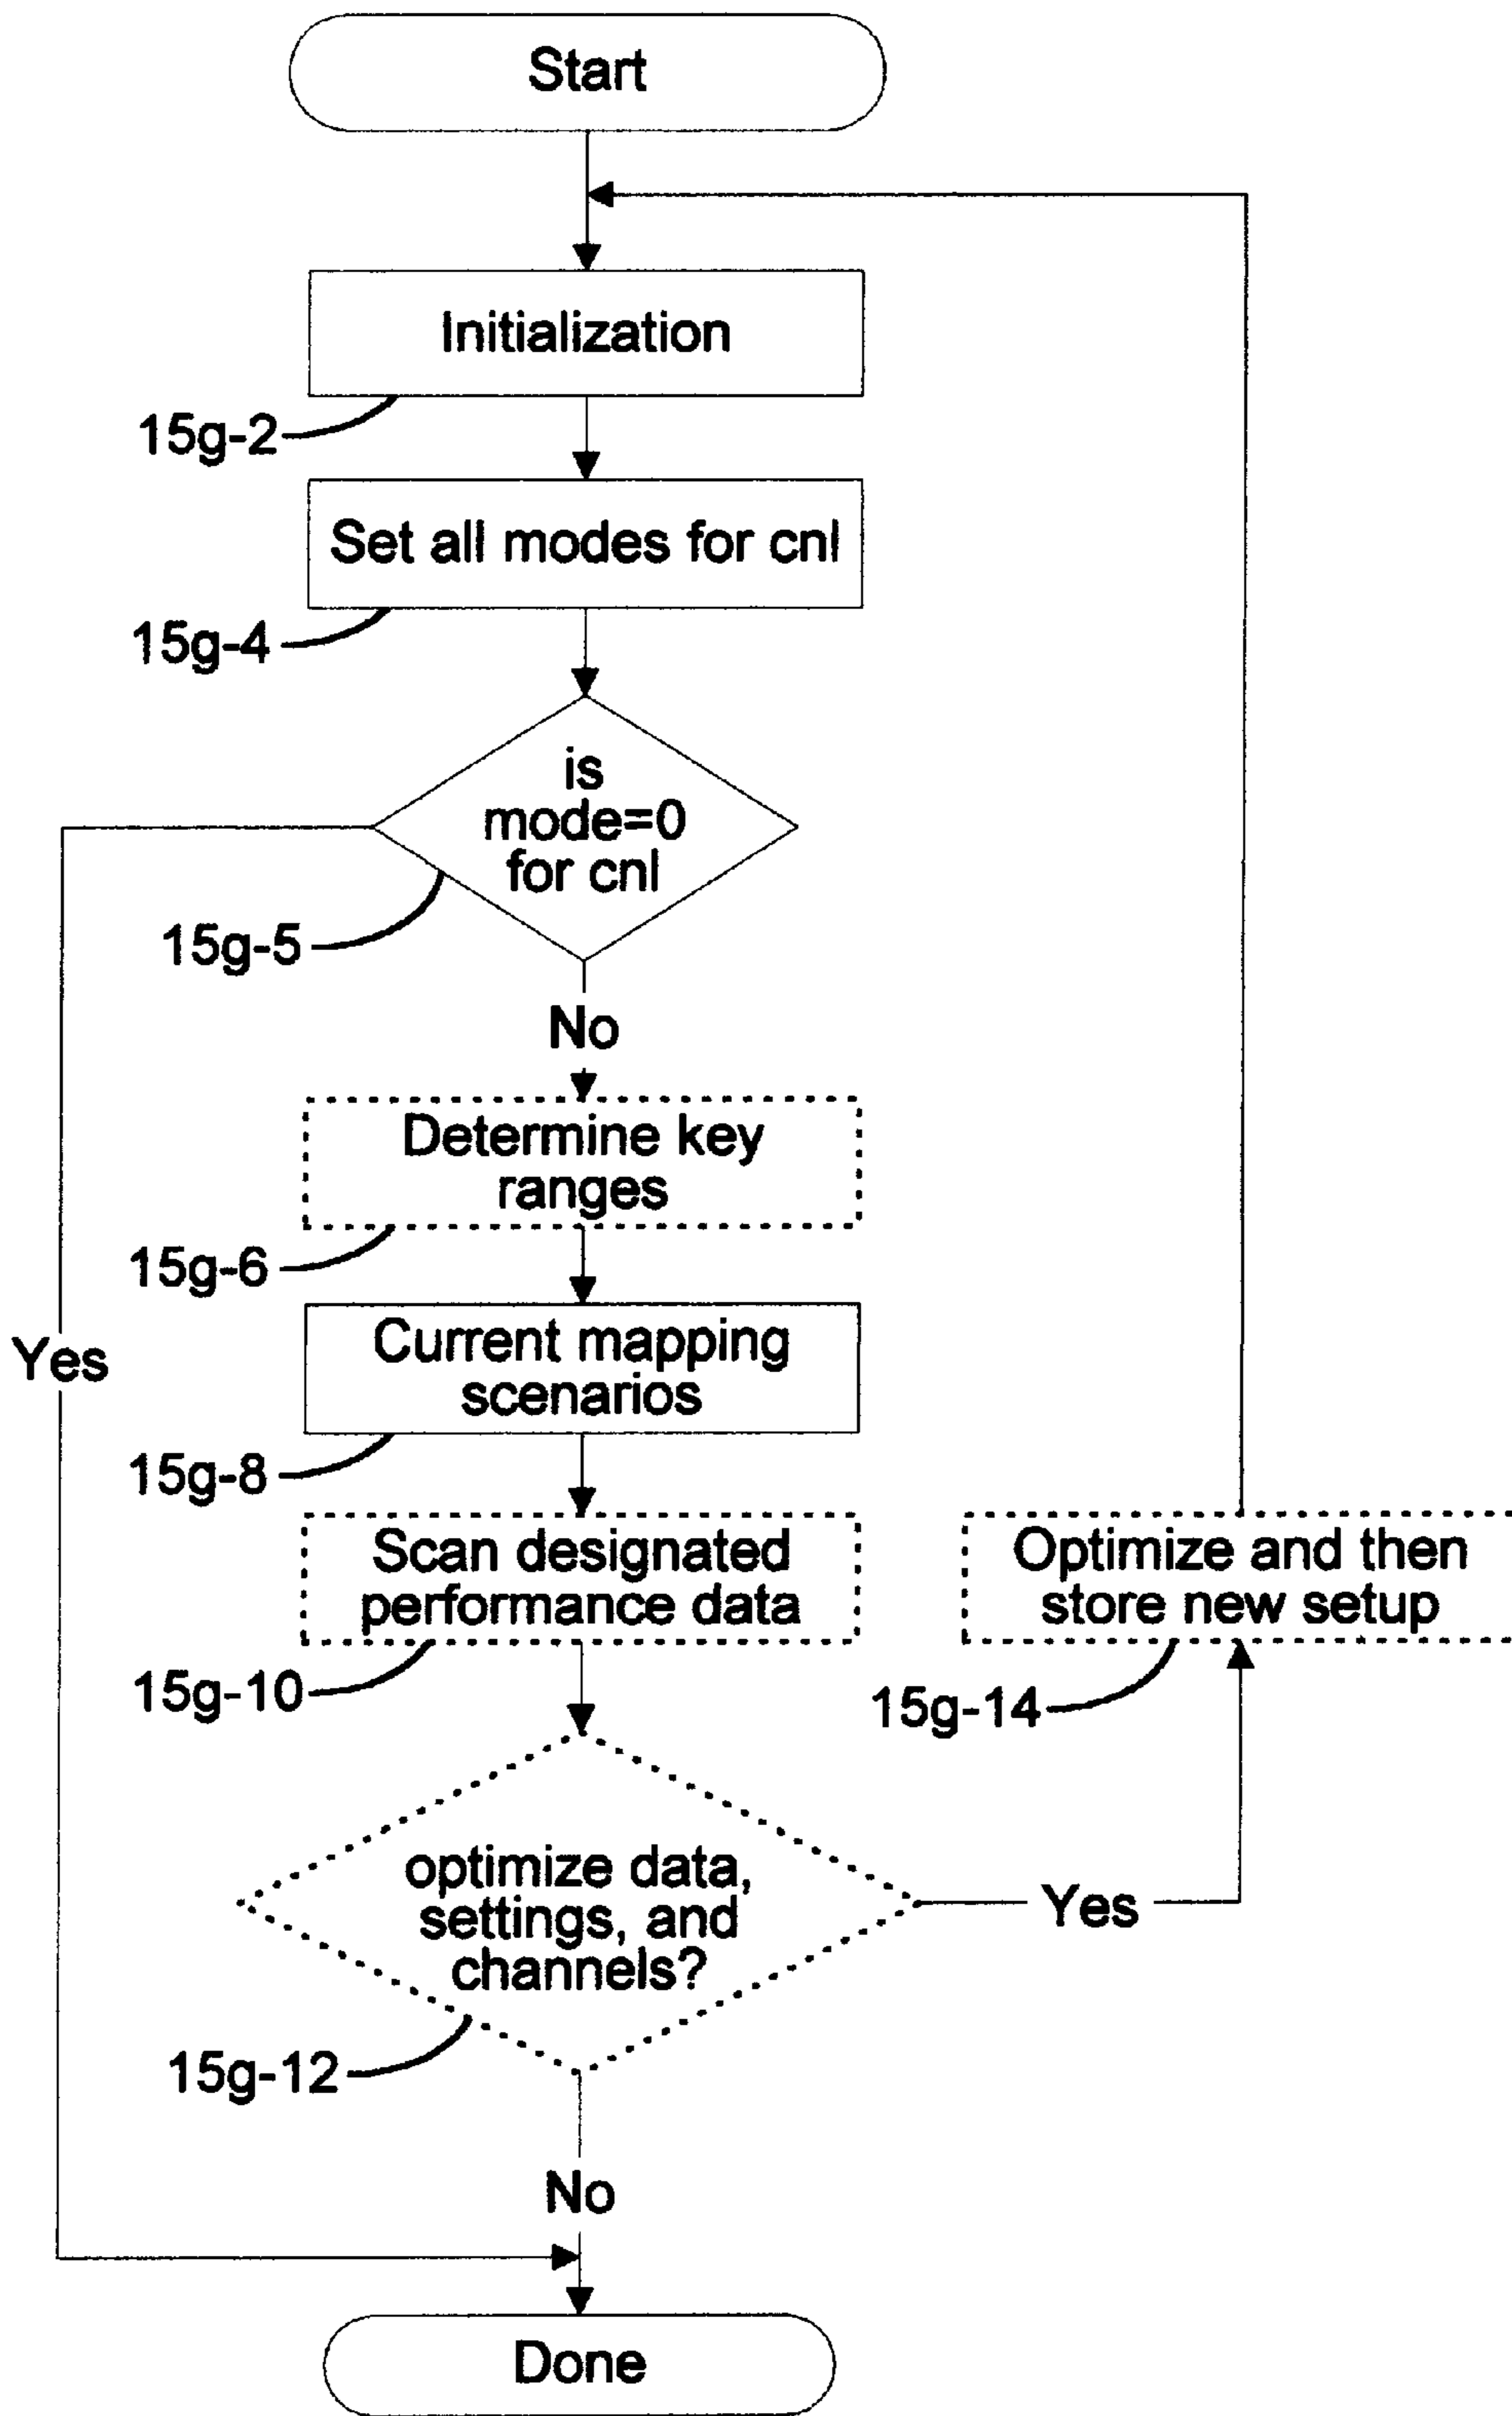 Start
Initialization
15g-2
Set all modes for cnl
15g-4
is
mode=0
for cnl
15g-5
No
Determine key
ranges
15g-6
Yes
Current mapping
scenarios
15g-8
Scan designated
performance data
15g-10
Optimize and then
store new setup
15g-14
optimize data,
settings, and
channels?
Yes
15g-12
No
Done